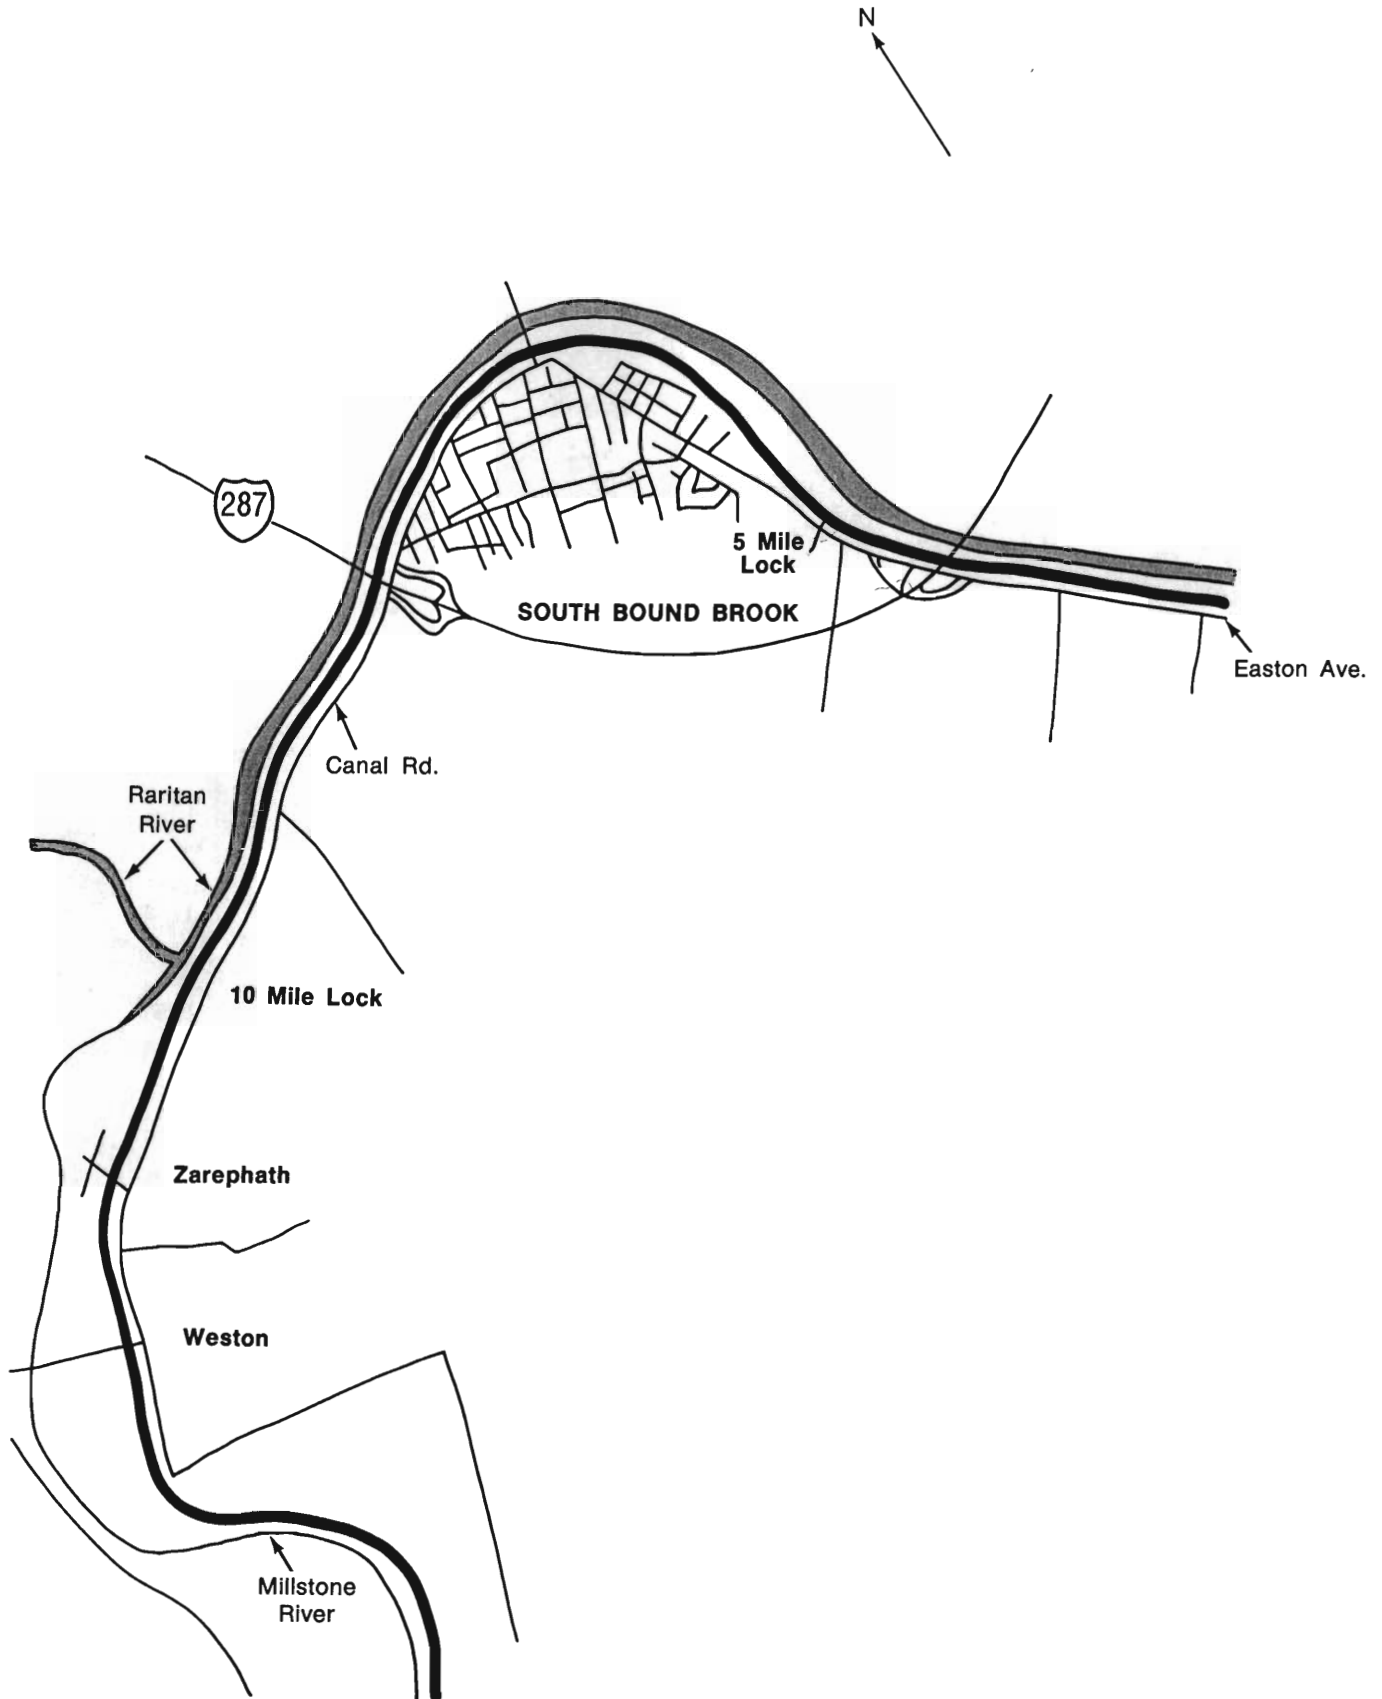 N
287
5 Mile
Lock
SOUTH BOUND BROOK
Easton Ave.
Canal Rd.
Raritan
River
10 Mile Lock
Zarephath
Weston
Millstone
River